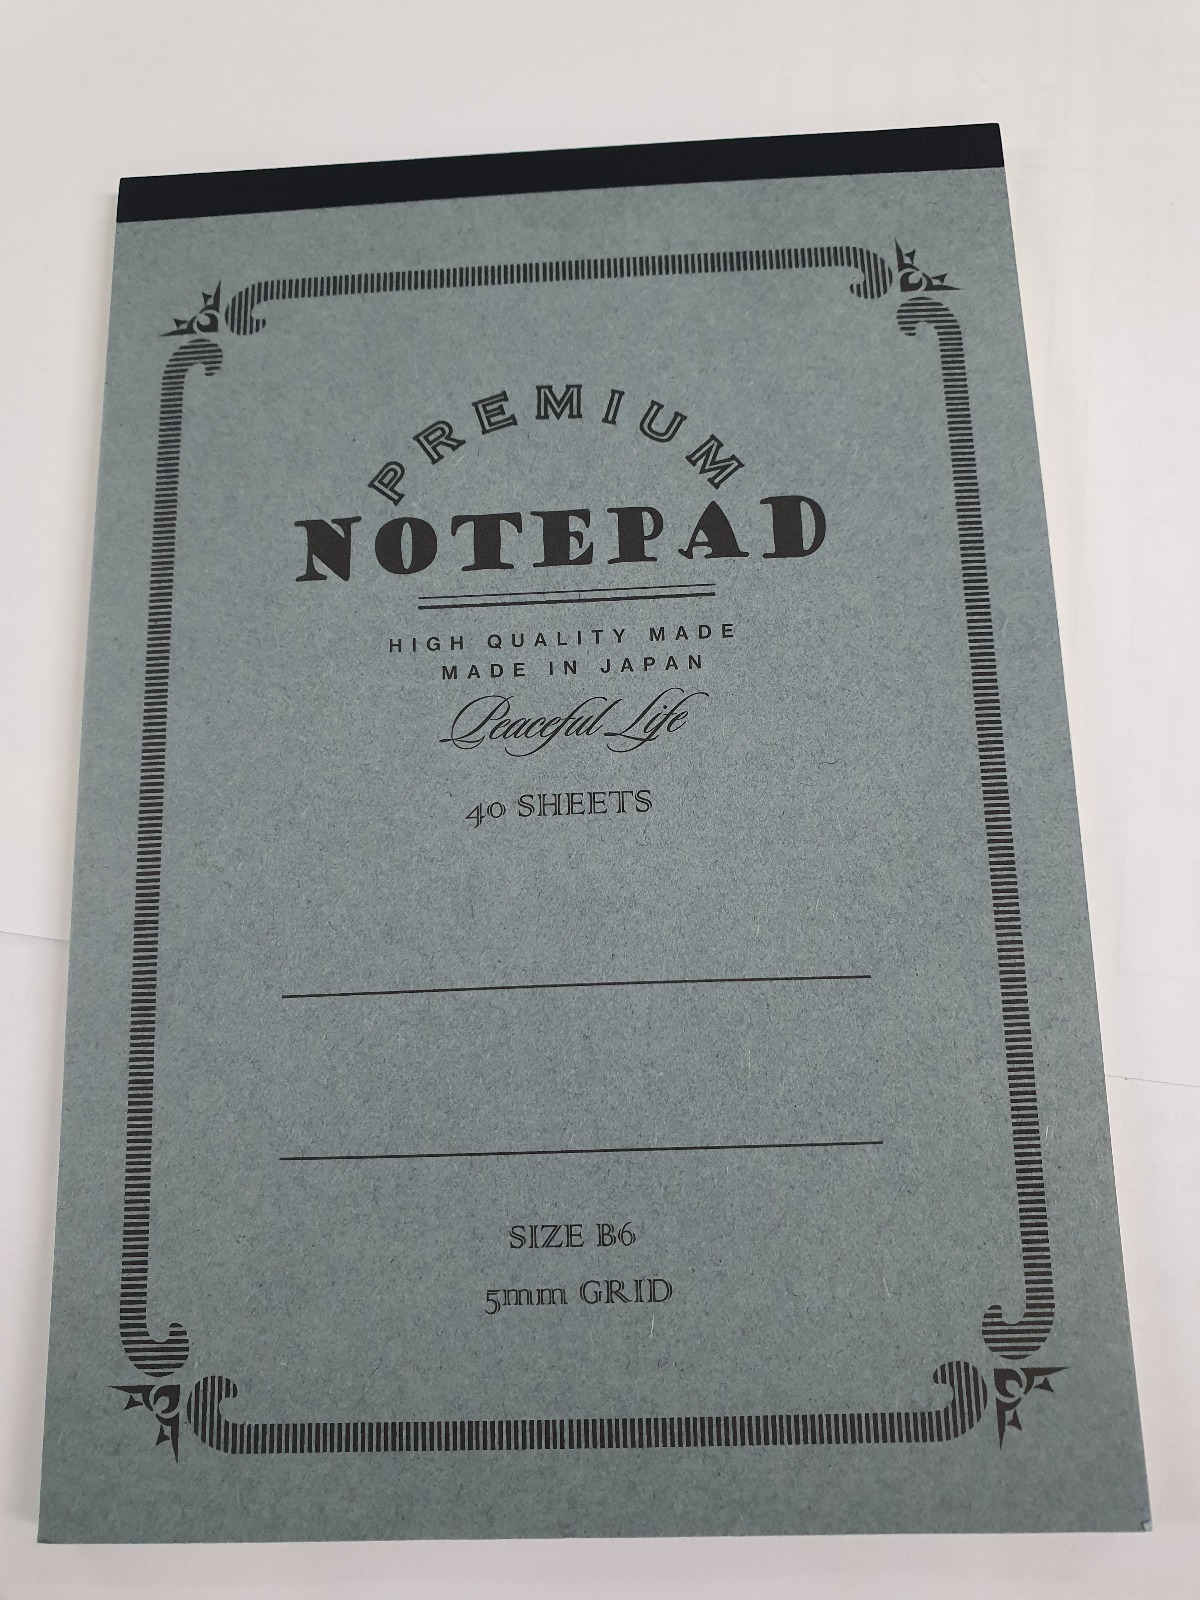 PREMIUM
NOTEPAD
HIGH QUALITY MADE
MADE IN JAPAN
Peaceful Life
40 SHEETS
SIZE B6
5mm GRID